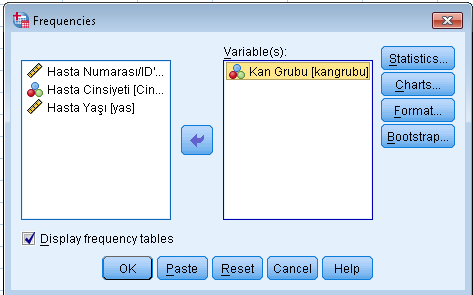 Frequencies
Variable(s):
Hasta Numarası/ID'...
Hasta Cinsiyeti [Cin...
Hasta Yaşı [yas]
Kan Grubu [kangrubu]
Statistics...
Charts...
Format...
Bootstrap...
Display frequency tables
OK
Paste
Reset
Cancel
Help